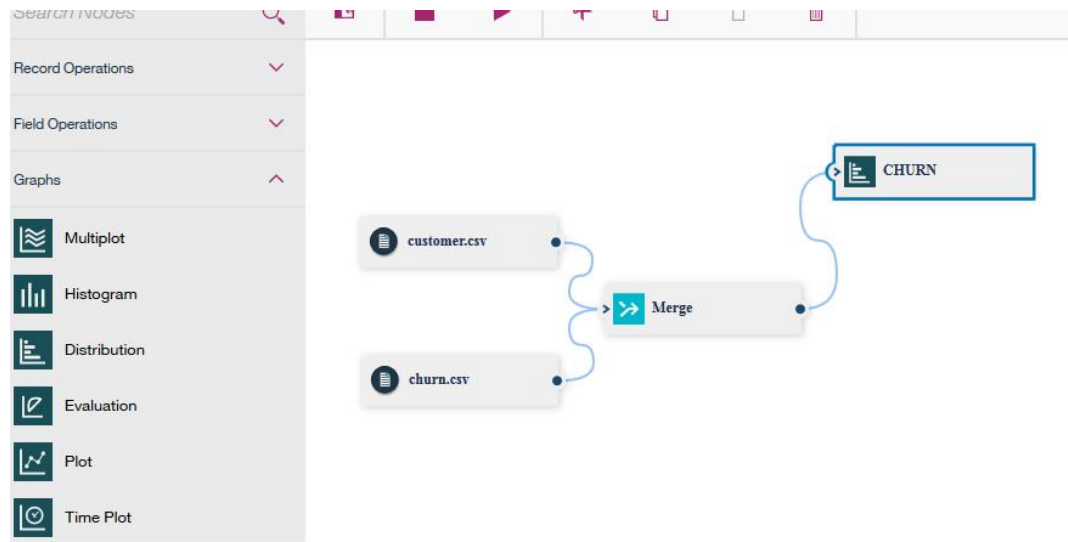 Search Nodes
Record Operations
Field Operations
Graphs
Multiplot
Histogram
Distribution
Evaluation
Plot
Time Plot
customer.csv
churn.csv
Merge
CHURN